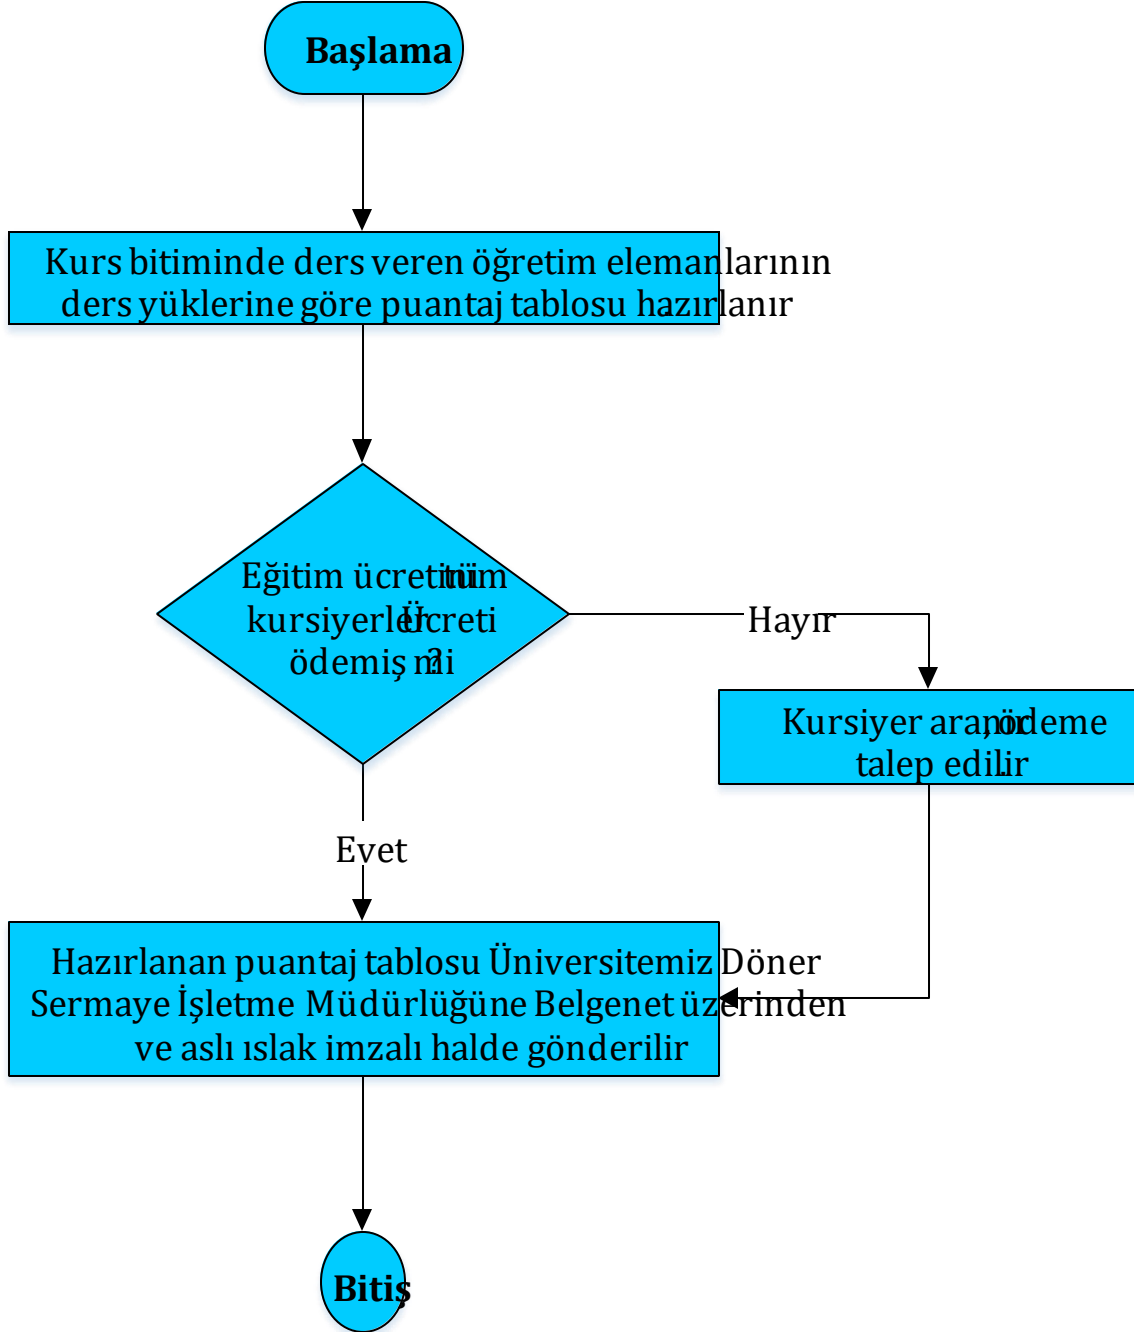 Başlama
Kurs bitiminde ders veren öğretim elemanlarının
ders yüklerine göre puantaj tablosu hazırlanır.
Eğitim ücretini tüm
kursiyerler Ücreti
ödemiş mi?
Hayır
Kursiyer aranır, ödeme
talep edilir.
Evet
Hazırlanan puantaj tablosu Üniversitemiz Döner
Sermaye İşletme Müdürlüğüne Belgenet üzerinden
ve aslı ıslak imzalı halde gönderilir.
Bitiş